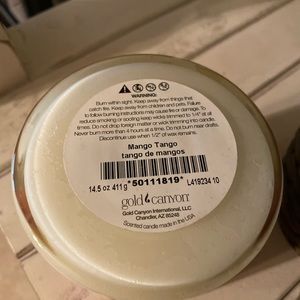 WARNING:
Burn within sight. Keep away from things that
catch fire. Keep away from children and pets. Failure
to follow burning instructions may cause fire or damage. To
reduce smoking or sooting keep wicks trimmed to 1/4" at all
times. Do not drop foreign matter or wick trimming into candle.
Never burn more than 4 hours at a time. Do not burn near drafts.
Discontinue use when 1/2" of wax remains.
Mango Tango
tango de mangos
14.5 oz 411g *50111819* L419234 10
gold canyon
Gold Canyon International, LLC
Chandler, AZ 85248
Scented candle made in the USA